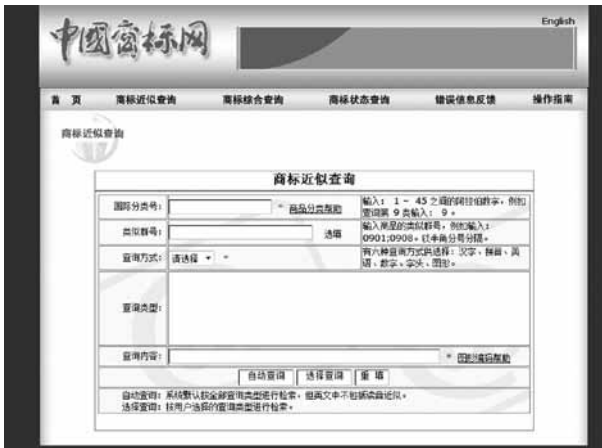 English
中國商标网
首 页 商标近似查询 商标综合查询 商标状态查询 错误信息反馈 操作指南
商标近似查询
商标近似查询
国际分类号: * 商品分类帮助 输入: 1 ~ 45 之间的阿拉伯数字, 例如
查询第 9 类输入: 9。
类似群号: 选填 输入商品的类似群号, 例如输入:
0901;0908。以半角分号分隔。
查询方式: 请选择 * 有六种查询方式供选择: 汉字、拼音、英
语、数字、字头、图形。
查询类型:
查询内容: * 图形编码帮助
自动查询 选择查询 重 填
自动查询: 系统默认按全部查询类型进行检索, 但英文中不包括读音近似。
选择查询: 按用户选择的查询类型进行检索。